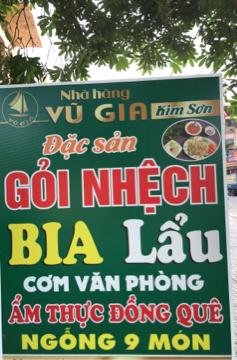 Nhà hàng
VŨ GIA Kim Sơn
Đặc sản
GỎI NHỆCH
BIA Lẩu
CƠM VĂN PHÒNG
ẨM THỰC ĐỒNG QUÊ
NGỖNG 9 MÓN